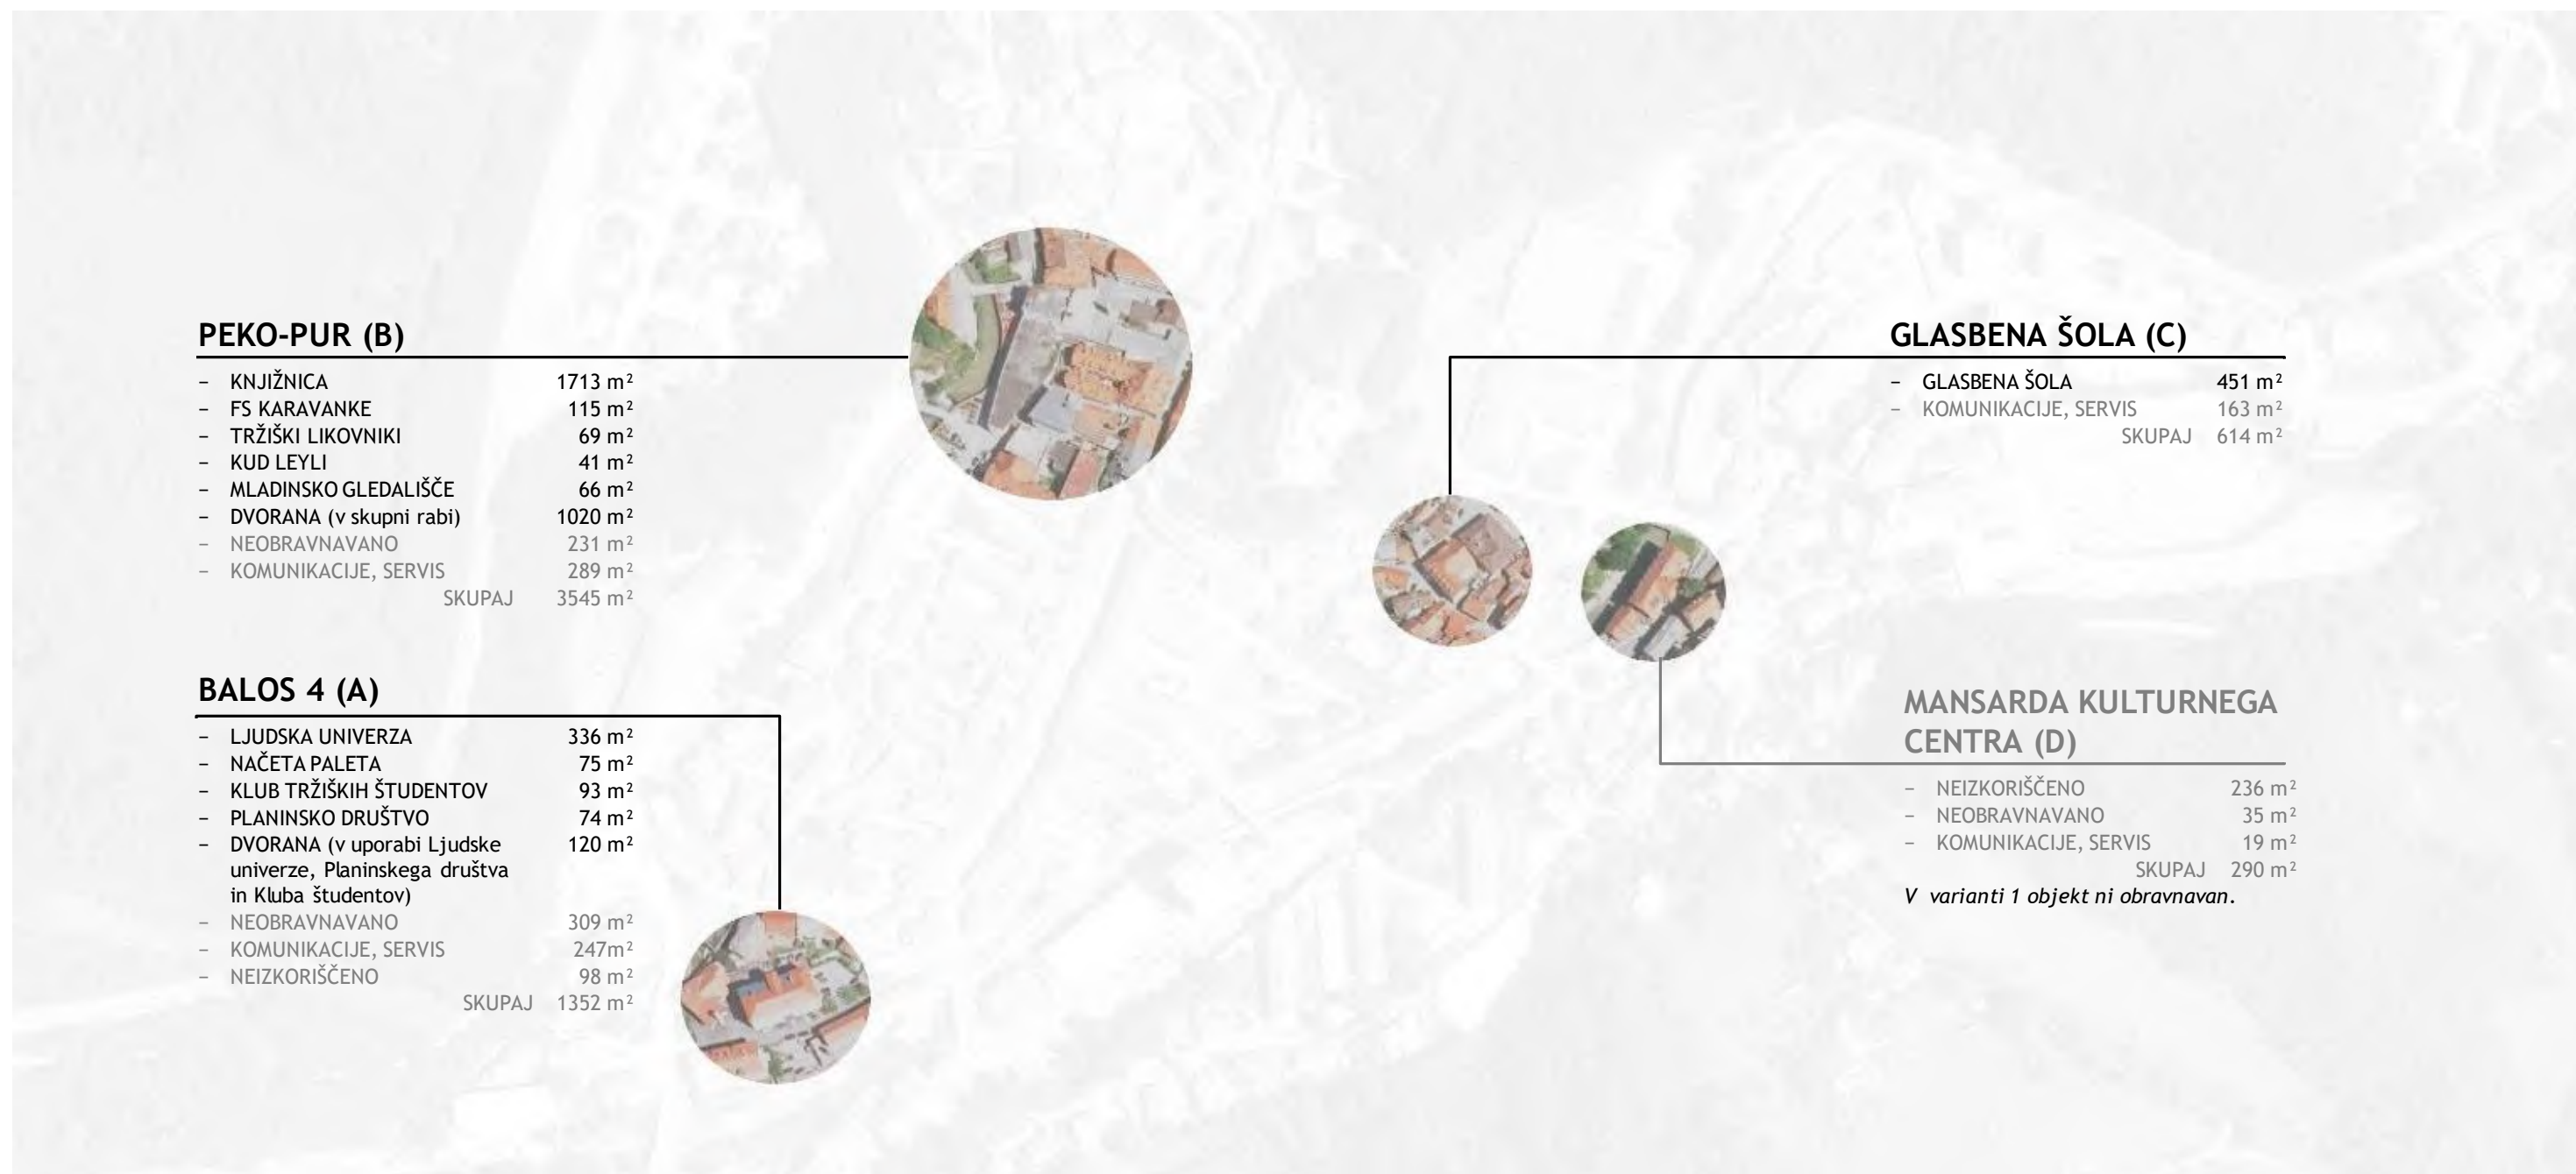 PEKO-PUR (B)
– KNJIŽNICA 1713 m²
– FS KARAVANKE 115 m²
– TRŽIŠKI LIKOVNIKI 69 m²
– KUD LEYLI 41 m²
– MLADINSKO GLEDALIŠČE 66 m²
– DVORANA (v skupni rabi) 1020 m²
– NEOBRAVNAVANO 231 m²
– KOMUNIKACIJE, SERVIS 289 m²
SKUPAJ 3545 m²
BALOS 4 (A)
– LJUDSKA UNIVERZA 336 m²
– NAČETA PALETA 75 m²
– KLUB TRŽIŠKIH ŠTUDENTOV 93 m²
– PLANINSKO DRUŠTVO 74 m²
– DVORANA (v uporabi Ljudske 120 m²
univerze, Planinskega društva
in Kluba študentov)
– NEOBRAVNAVANO 309 m²
– KOMUNIKACIJE, SERVIS 247m²
– NEIZKORIŠČENO 98 m²
SKUPAJ 1352 m²
GLASBENA ŠOLA (C)
– GLASBENA ŠOLA 451 m²
– KOMUNIKACIJE, SERVIS 163 m²
SKUPAJ 614 m²
MANSARDA KULTURNEGA
CENTRA (D)
– NEIZKORIŠČENO 236 m²
– NEOBRAVNAVANO 35 m²
– KOMUNIKACIJE, SERVIS 19 m²
SKUPAJ 290 m²
V varianti 1 objekt ni obravnavan.